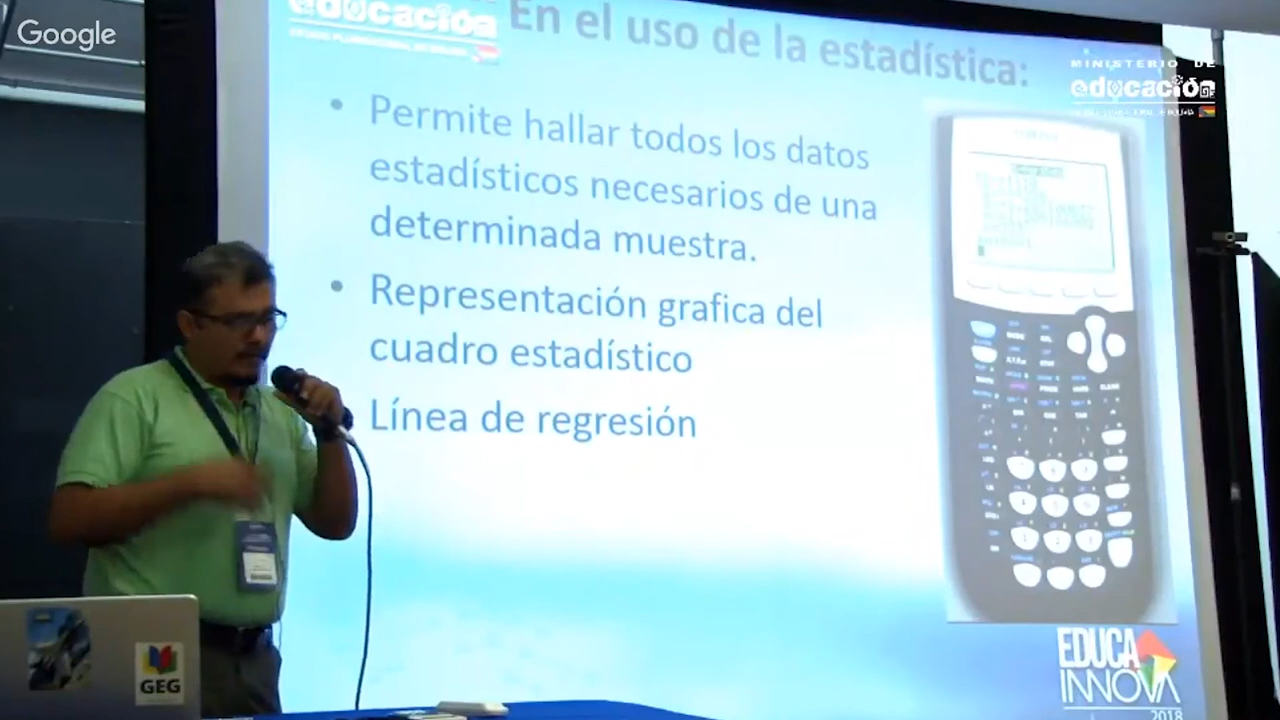 Google
educación
En el uso de la estadística:
MINISTERIO DE
educación
• Permite hallar todos los datos
estadísticos necesarios de una
determinada muestra.
• Representación grafica del
cuadro estadístico
Línea de regresión
GEG
EDUCA
INNOVA
2018